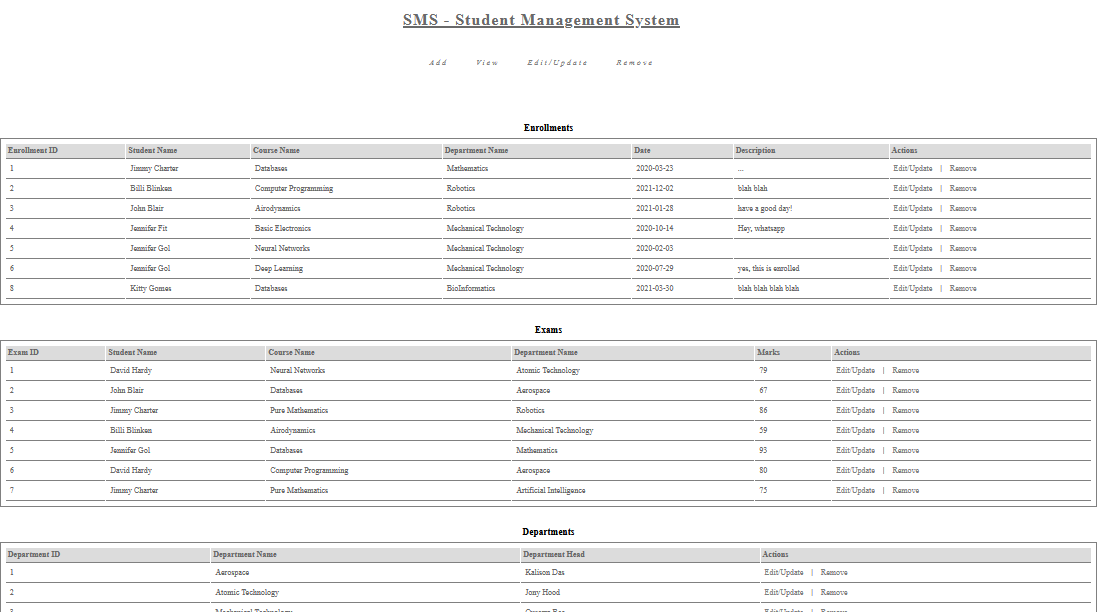 SMS - Student Management System
Add View Edit/Update Remove
Enrollments
Enrollment ID Student Name Course Name Department Name Date Description Actions
1 Jimmy Charter Databases Mathematics 2020-03-23 ... Edit/Update | Remove
2 Billi Blinken Computer Programming Robotics 2021-12-02 blah blah Edit/Update | Remove
3 John Blair Airodynamics Robotics 2021-01-28 have a good day! Edit/Update | Remove
4 Jennifer Fit Basic Electronics Mechanical Technology 2020-10-14 Hey, whatsapp Edit/Update | Remove
5 Jennifer Gol Neural Networks Mechanical Technology 2020-02-03 Edit/Update | Remove
6 Jennifer Gol Deep Learning Mechanical Technology 2020-07-29 yes, this is enrolled Edit/Update | Remove
8 Kitty Gomes Databases BioInformatics 2021-03-30 blah blah blah blah Edit/Update | Remove
Exams
Exam ID Student Name Course Name Department Name Marks Actions
1 David Hardy Neural Networks Atomic Technology 79 Edit/Update | Remove
2 John Blair Databases Aerospace 67 Edit/Update | Remove
3 Jimmy Charter Pure Mathematics Robotics 86 Edit/Update | Remove
4 Billi Blinken Airodynamics Mechanical Technology 59 Edit/Update | Remove
5 Jennifer Gol Databases Mathematics 93 Edit/Update | Remove
6 David Hardy Computer Programming Aerospace 80 Edit/Update | Remove
7 Jimmy Charter Pure Mathematics Artificial Intelligence 75 Edit/Update | Remove
Departments
Department ID Department Name Department Head Actions
1 Aerospace Kalison Das Edit/Update | Remove
2 Atomic Technology Jony Hood Edit/Update | Remove
3 Mechanical Technology Edit/Update | Remove